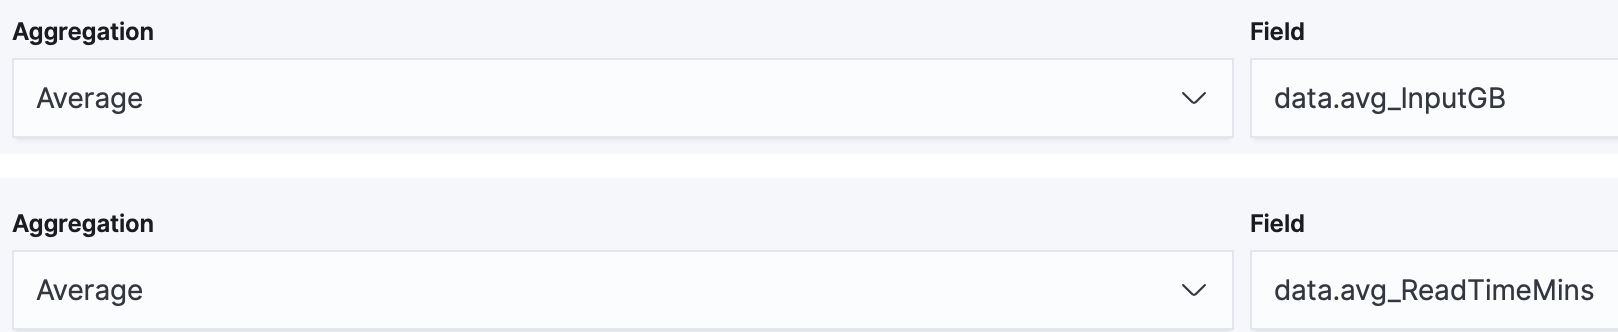 Aggregation Field
Average data.avg_InputGB
Aggregation Field
Average data.avg_ReadTimeMins